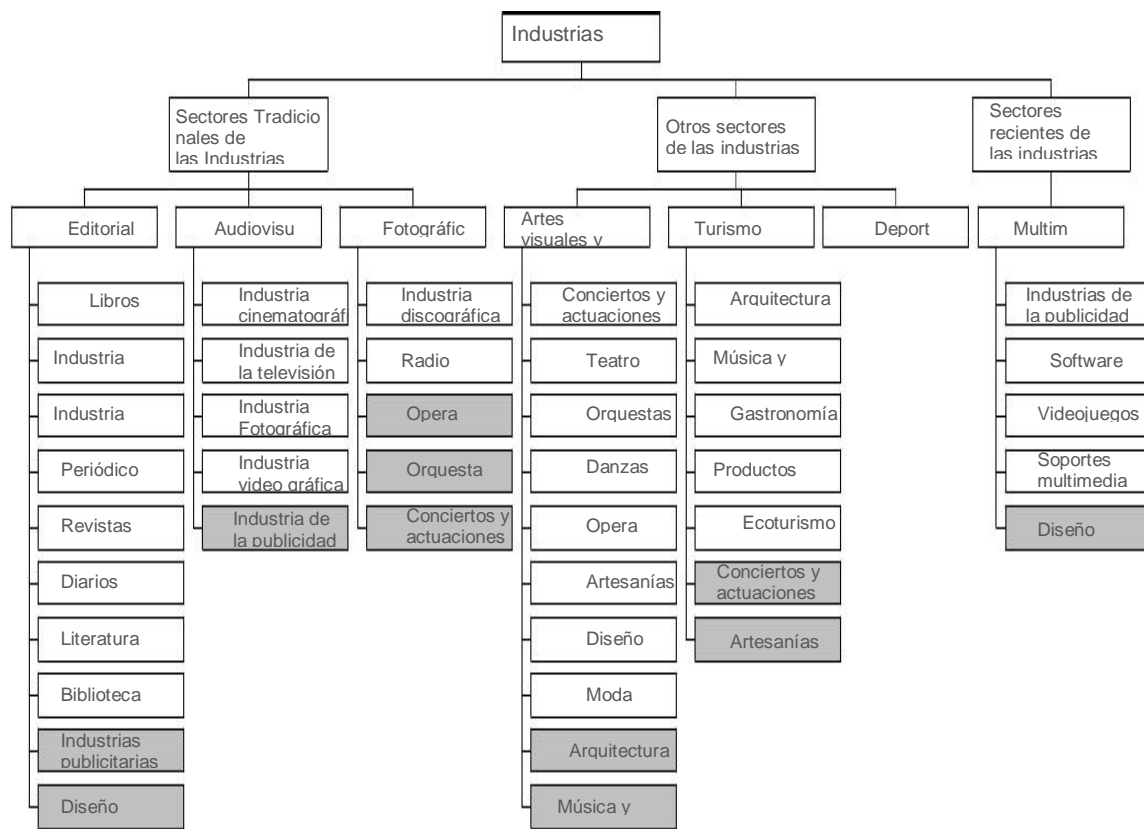 Industrias
Sectores Tradicio
nales de
las Industrias
Otros sectores
de las industrias
Sectores
recientes de
las industrias
Editorial
Audiovisu
Fotográfic
Artes
visuales y
Turismo
Deport
Multim
Libros
Industria
Industria
Periódico
Revistas
Diarios
Literatura
Biblioteca
Industrias
publicitarias
Diseño
Industria
cinematográf
Industria de
la televisión
Industria
Fotográfica
Industria
video gráfica
Industria de
la publicidad
Industria
discográfica
Radio
Opera
Orquesta
Conciertos y
actuaciones
Conciertos y
actuaciones
Teatro
Orquestas
Danzas
Opera
Artesanías
Diseño
Moda
Arquitectura
Música y
Arquitectura
Música y
Gastronomía
Productos
Ecoturismo
Conciertos y
actuaciones
Artesanías
Industrias de
la publicidad
Software
Videojuegos
Soportes
multimedia
Diseño